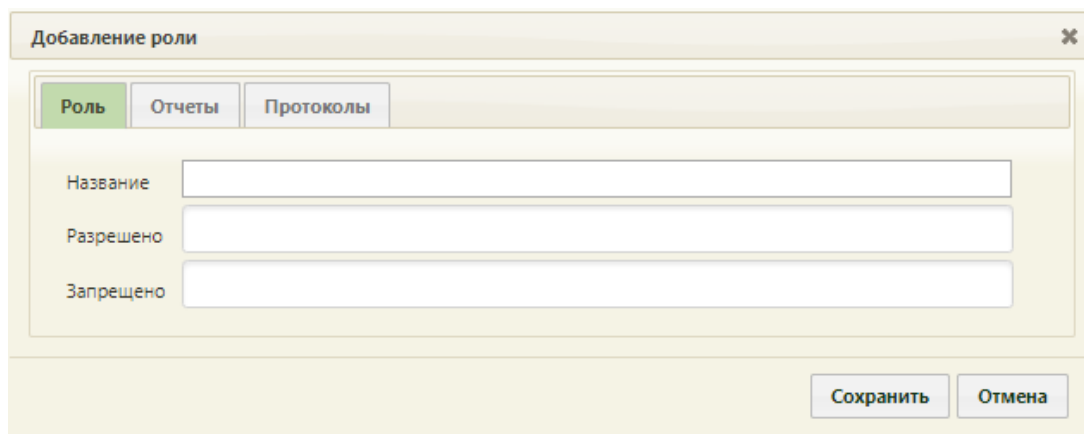 Добавление роли
Роль Отчеты Протоколы
Название
Разрешено
Запрещено
Сохранить Отмена